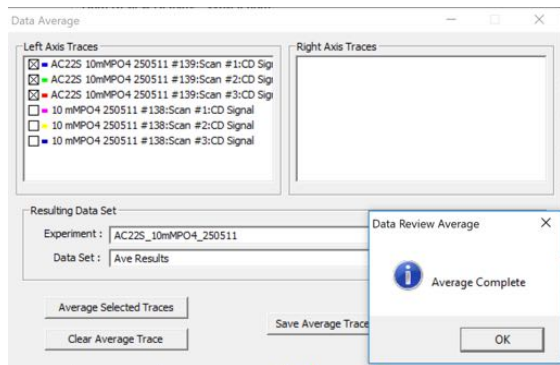 Data Average
Left Axis Traces
Right Axis Traces
AC22S 10mMPO4 250511 #139:Scan #1:CD Sig
AC22S 10mMPO4 250511 #139:Scan #2:CD Sig
AC22S 10mMPO4 250511 #139:Scan #3:CD Sig
10 mMPO4 250511 #138:Scan #1:CD Signal
10 mMPO4 250511 #138:Scan #2:CD Signal
10 mMPO4 250511 #138:Scan #3:CD Signal
Resulting Data Set
Experiment : AC22S_10mMPO4_250511
Data Set : Ave Results
Average Selected Traces
Clear Average Trace
Save Average Trace
Data Review Average
Average Complete
OK